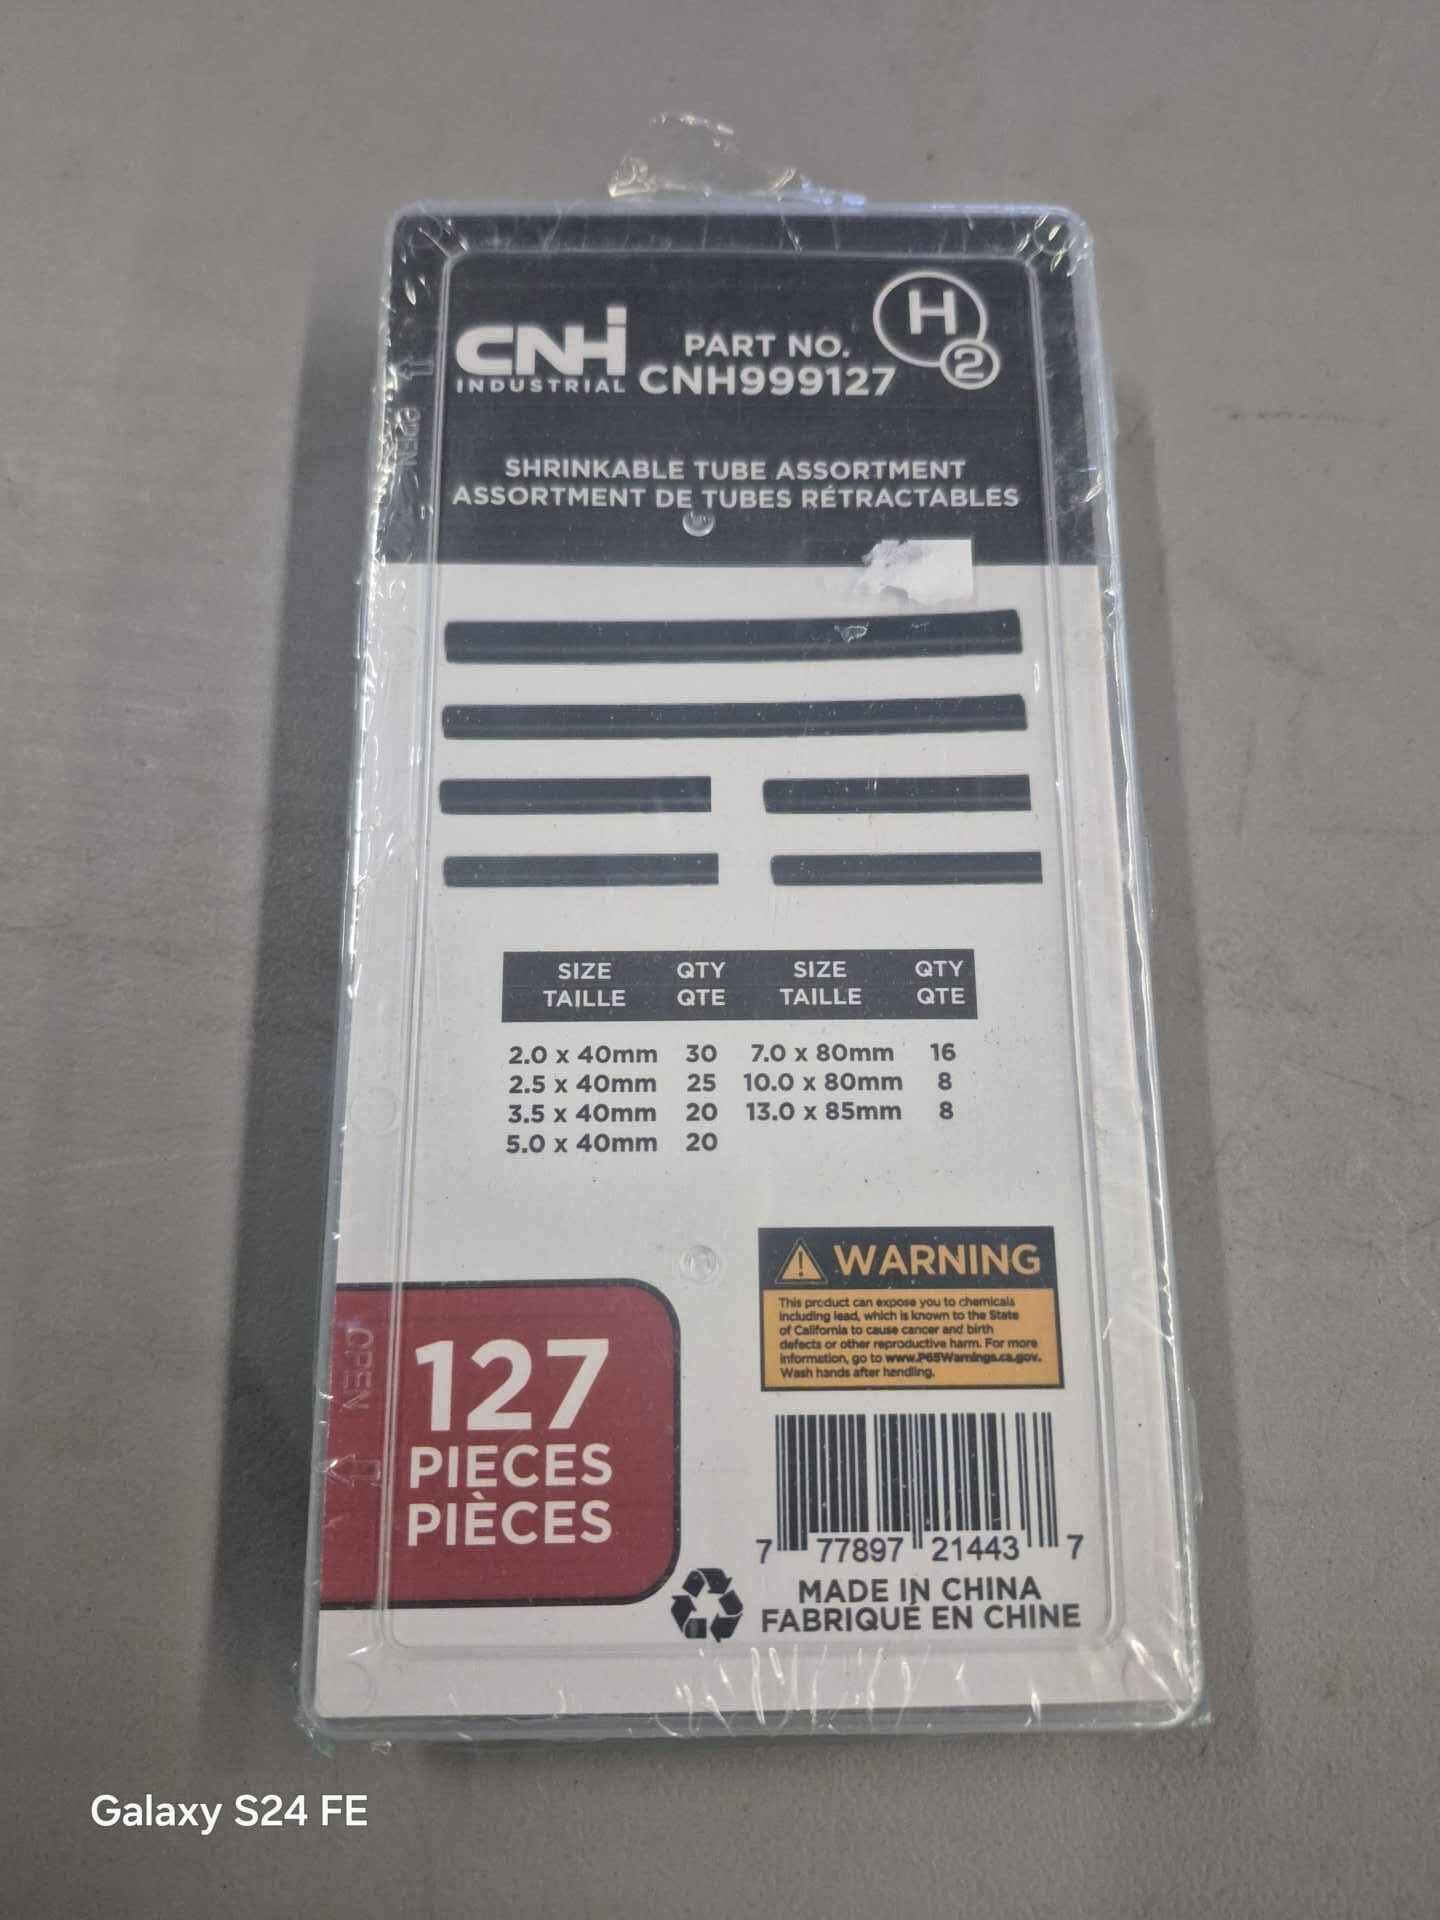 CNH
INDUSTRIAL
PART NO.
CNH999127
H
2
SHRINKABLE TUBE ASSORTMENT
ASSORTMENT DE TUBES RÉTRACTABLES
OPEN
SIZE QTY SIZE QTY
TAILLE QTE TAILLE QTE
2.0 x 40mm 30 7.0 x 80mm 16
2.5 x 40mm 25 10.0 x 80mm 8
3.5 x 40mm 20 13.0 x 85mm 8
5.0 x 40mm 20
WARNING
This product can expose you to chemicals
including lead, which is known to the State
of California to cause cancer and birth
defects or other reproductive harm. For more
information, go to www.P65Warnings.ca.gov.
Wash hands after handling.
OPEN
127
PIECES
PIÈCES
7 77897 21443 7
MADE IN CHINA
FABRIQUÉ EN CHINE
Galaxy S24 FE